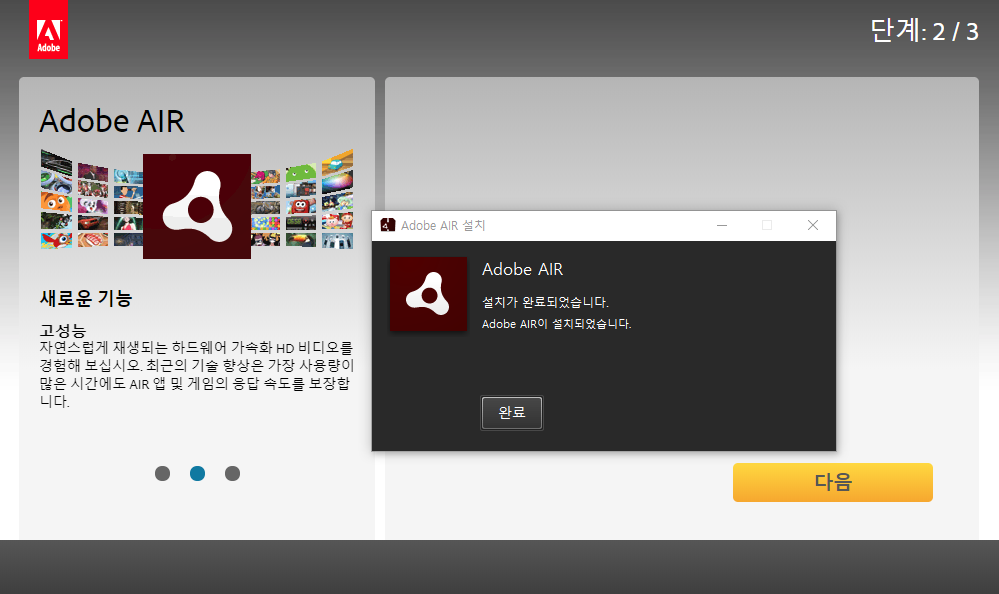 Adobe
단계: 2 / 3
Adobe AIR
새로운 기능
고성능
자연스럽게 재생되는 하드웨어 가속화 HD 비디오를
경험해 보십시오. 최근의 기술 향상은 가장 사용량이
많은 시간에도 AIR 앱 및 게임의 응답 속도를 보장합
니다.
Adobe AIR 설치
Adobe AIR
설치가 완료되었습니다.
Adobe AIR이 설치되었습니다.
완료
다음